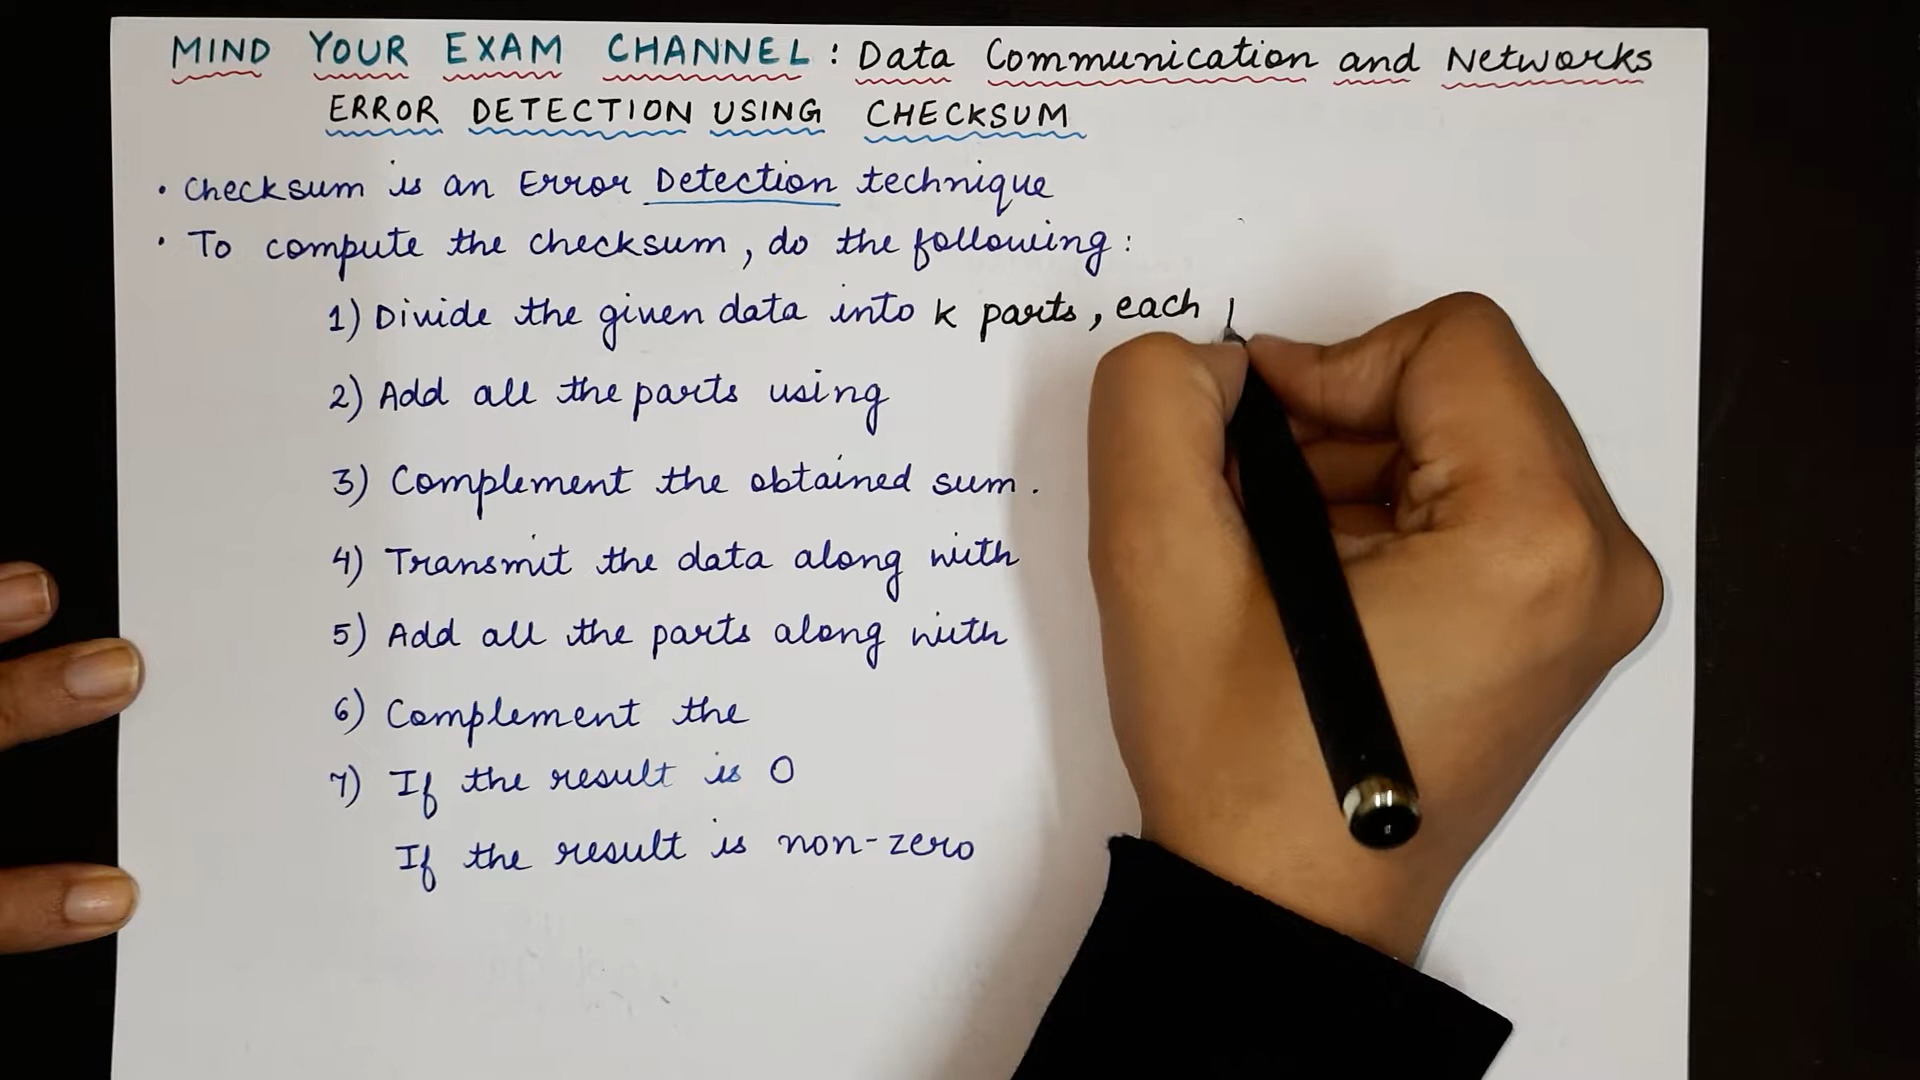 MIND YOUR EXAM CHANNEL : Data Communication and Networks
ERROR DETECTION USING CHECKSUM
• Checksum is an Error Detection technique
• To compute the checksum, do the following:
1) Divide the given data into k parts, each
2) Add all the parts using
3) Complement the obtained sum.
4) Transmit the data along with
5) Add all the parts along with
6) Complement the
7) If the result is 0
If the result is non-zero